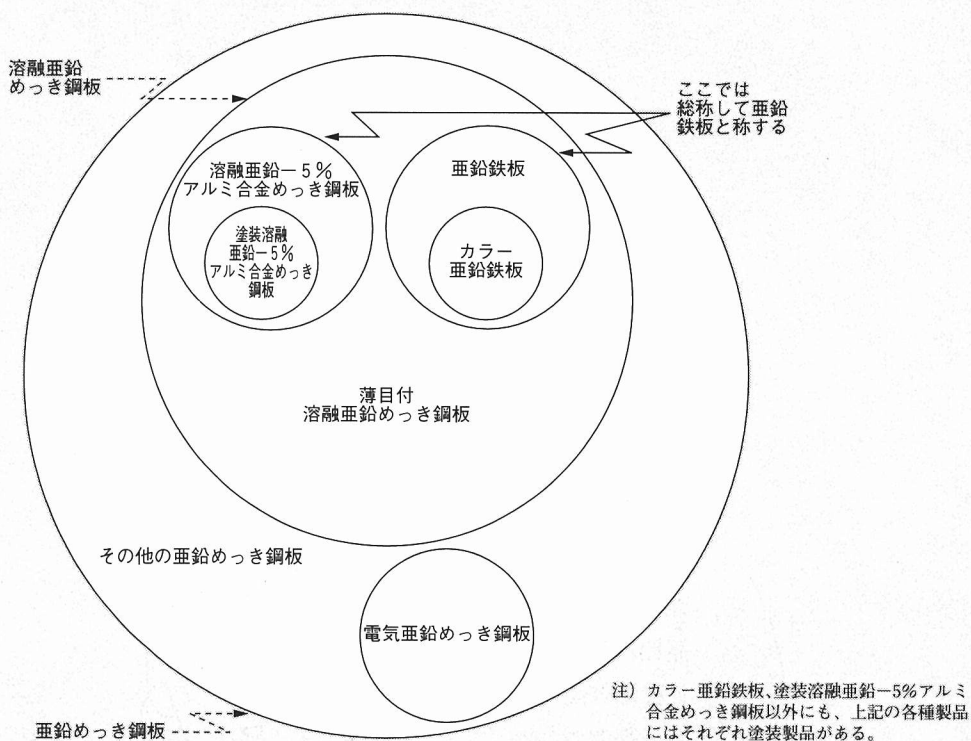 溶融亜鉛
めっき鋼板
ここでは
総称して亜鉛
鉄板と称する
溶融亜鉛ー5%
アルミ合金めっき鋼板
塗装溶融
亜鉛ー5%
アルミ合金めっき
鋼板
亜鉛鉄板
カラー
亜鉛鉄板
薄目付
溶融亜鉛めっき鋼板
その他の亜鉛めっき鋼板
電気亜鉛めっき鋼板
亜鉛めっき鋼板
注) カラー亜鉛鉄板、塗装溶融亜鉛ー5%アルミ
合金めっき鋼板以外にも、上記の各種製品
にはそれぞれ塗装製品がある。